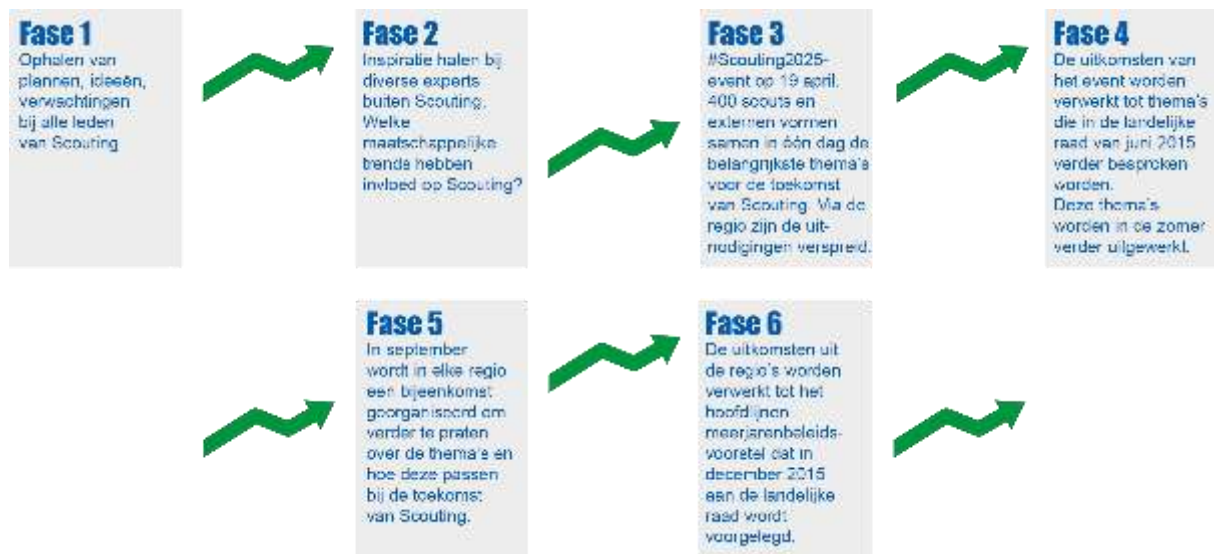 Fase 1
Ophalen van
plannen, ideeën,
verwachtingen
bij alle leden
van Scouting
Fase 2
Inspiratie halen bij
diverse experts
buiten Scouting.
Welke
maatschappelijke
trends hebben
invloed op Scouting?
Fase 3
#Scouting2025-
event op 19 april.
400 scouts en
externen vormen
samen in één dag de
belangrijkste thema's
voor de toekomst
van Scouting. Via de
regio zijn de uit-
nodigingen verspreid.
Fase 4
De uitkomsten van
het event worden
verwerkt tot thema's
die in de landelijke
raad van juni 2015
verder besproken
worden.
Deze thema's
worden in de zomer
verder uitgewerkt.
Fase 5
In september
wordt in elke regio
een bijeenkomst
georganiseerd om
verder te praten
over de thema's en
hoe deze passen
bij de toekomst
van Scouting.
Fase 6
De uitkomsten uit
de regio's worden
verwerkt tot het
hoofdlijnen
meerjarenbeleids-
voorstel dat in
december 2015
aan de landelijke
raad wordt
voorgelegd.